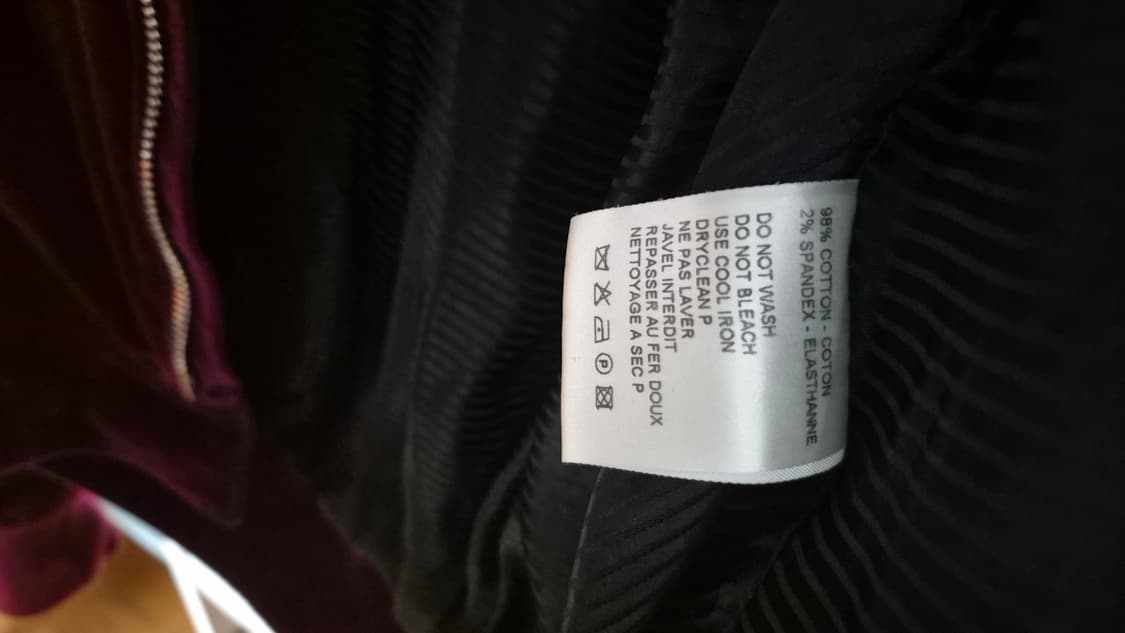 98% COTTON - COTON
2% SPANDEX - ELASTHANNE
DO NOT WASH
DO NOT BLEACH
USE COOL IRON
DRYCLEAN P
NE PAS LAVER
JAVEL INTERDIT
REPASSER AU FER DOUX
NETTOYAGE A SEC P
P